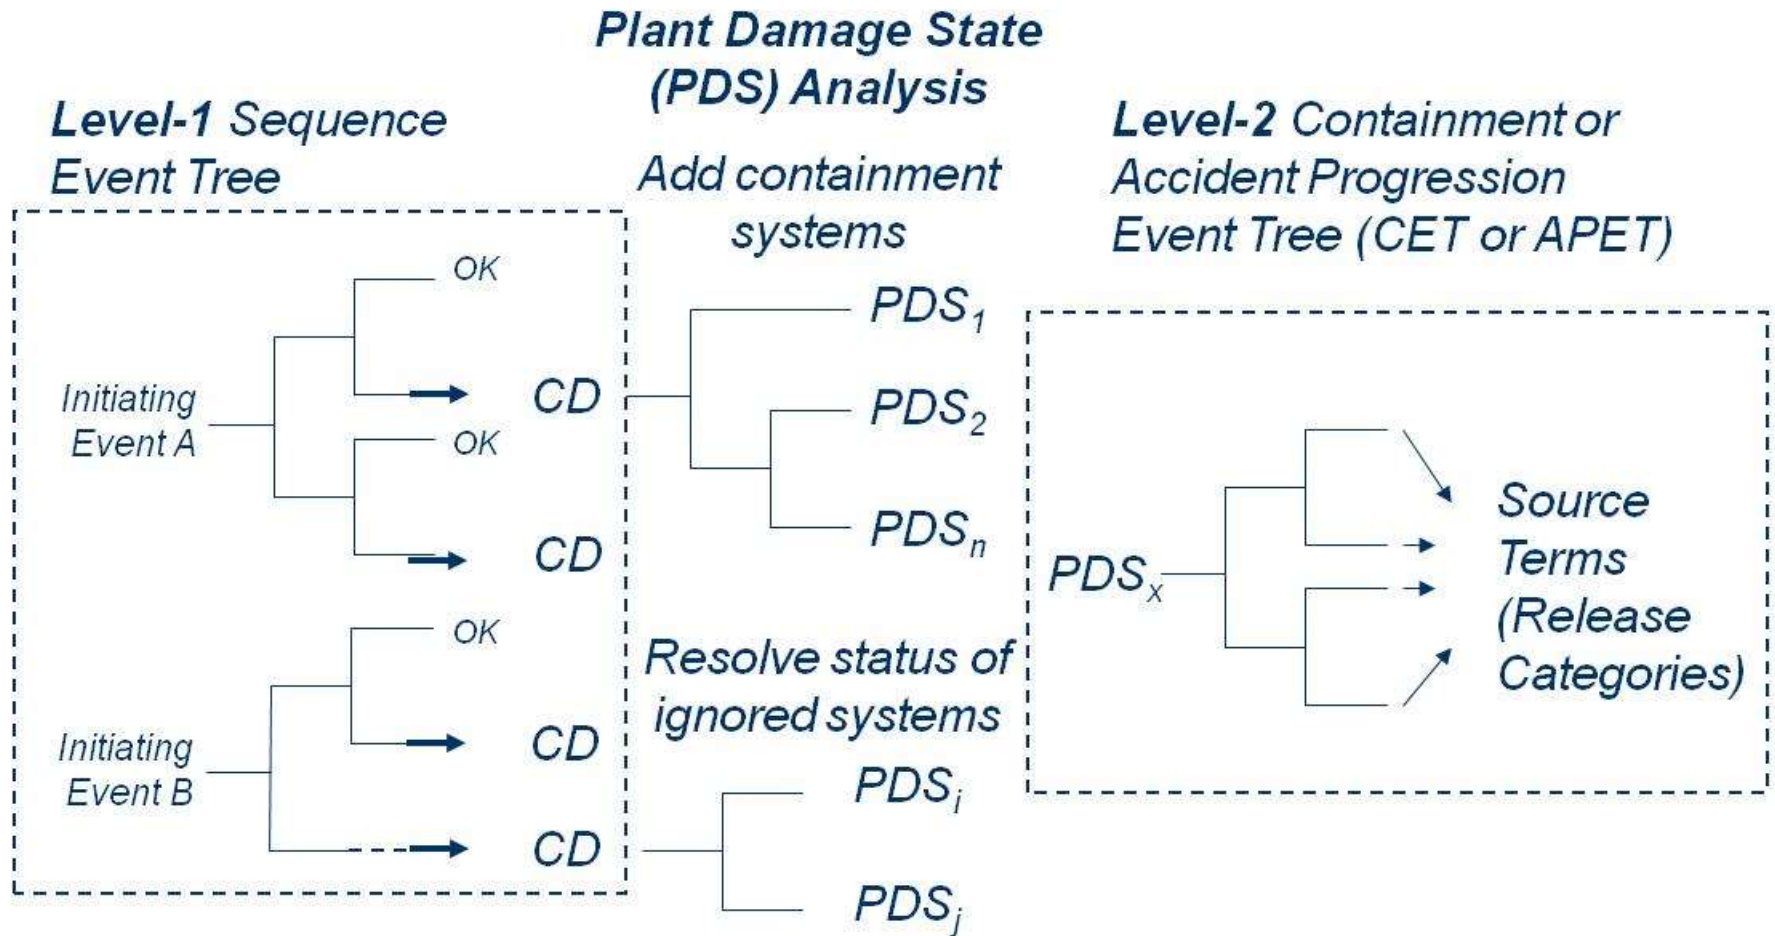 Plant Damage State
(PDS) Analysis
Level-1 Sequence
Event Tree
Add containment
systems
Level-2 Containment or
Accident Progression
Event Tree (CET or APET)
OK
Initiating
Event A
CD
OK
CD
PDS1
PDS2
PDSn
OK
Initiating
Event B
CD
CD
Resolve status of
ignored systems
PDSi
PDSj
PDSx
Source
Terms
(Release
Categories)